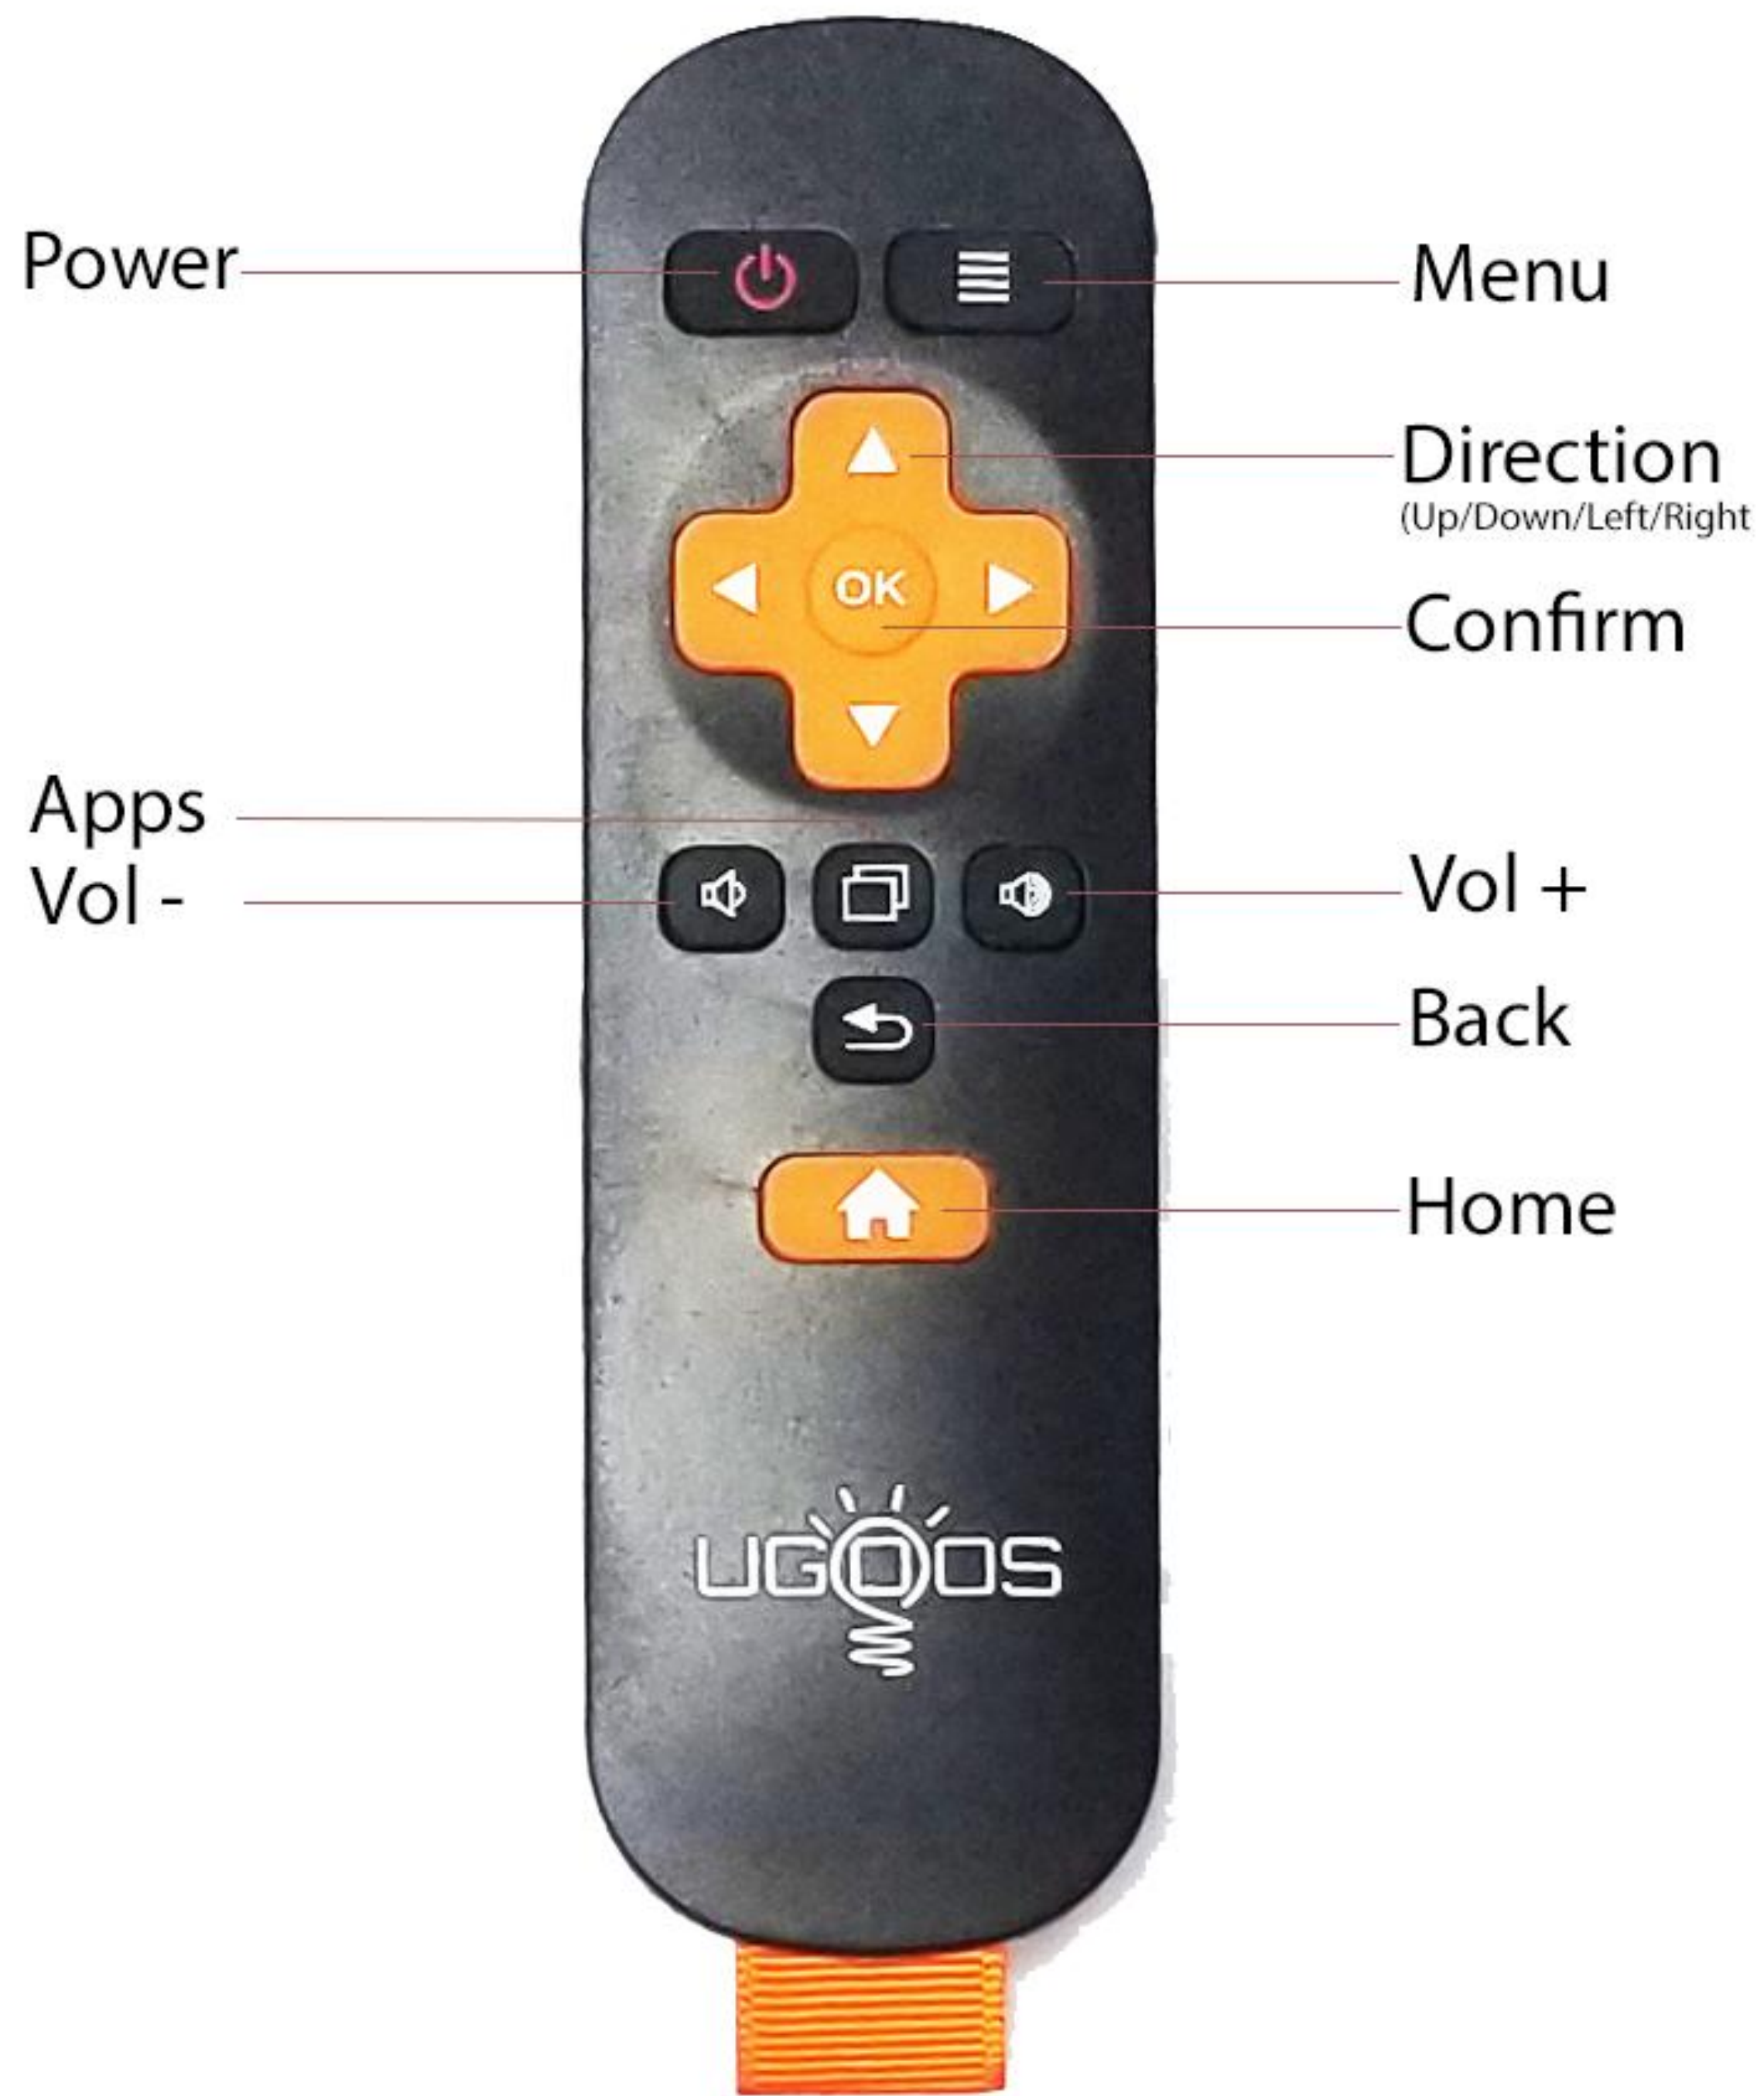 Power
Menu
Direction
(Up/Down/Left/Right
OK
Confirm
Apps
Vol -
Vol +
Back
Home
UGOOS